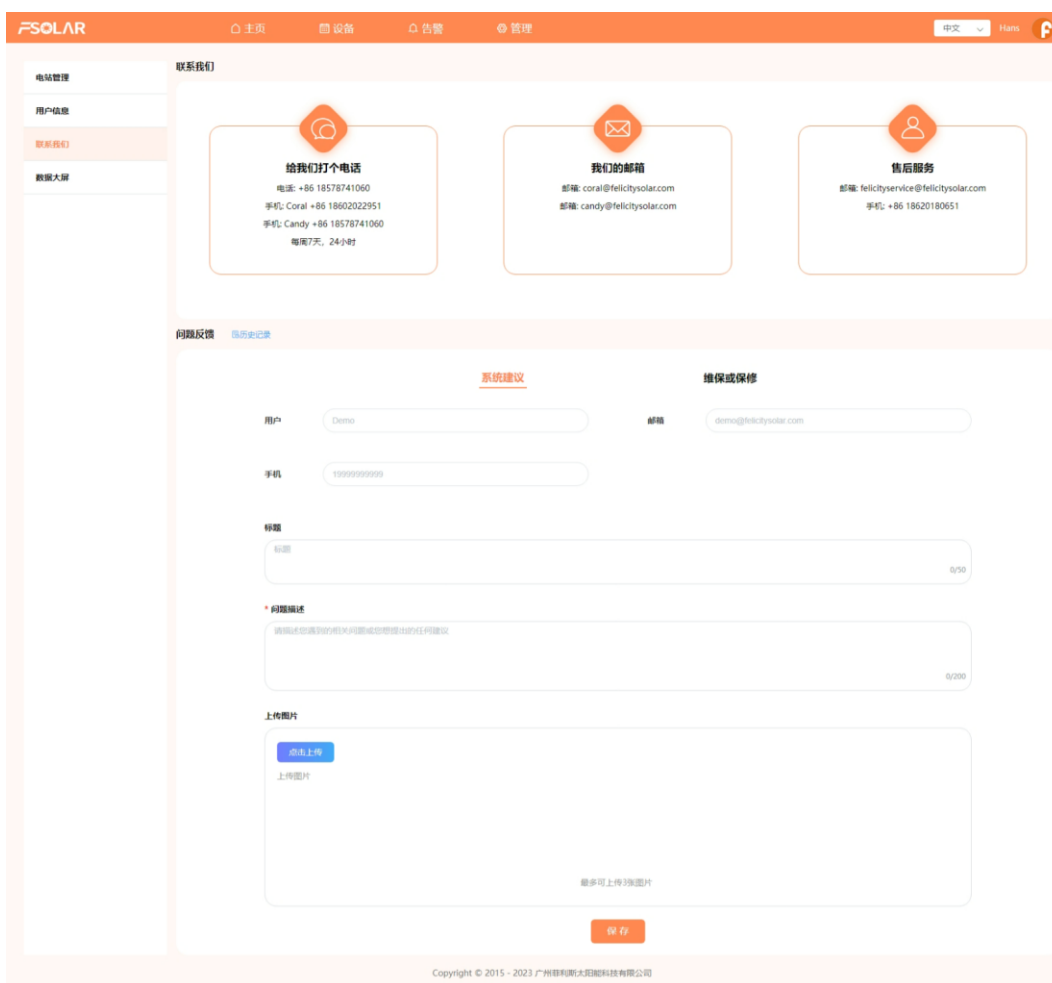 FSOLAR
主页
设备
告警
管理
中文
Hans
电站管理
用户信息
联系我们
数据大屏
联系我们
给我们打个电话
电话: +86 18578741060
手机: Coral +86 18602022951
手机: Candy +86 18578741060
每周7天，24小时
我们的邮箱
邮箱: coral@felicitysolar.com
邮箱: candy@felicitysolar.com
售后服务
邮箱: felicityservice@felicitysolar.com
手机: +86 18620180651
问题反馈
历史记录
系统建议
维保或保修
用户
Demo
邮箱
demo@felicitysolar.com
手机
19999999999
标题
标题
0/50
* 问题描述
请描述您遇到的相关问题或您想提出的任何建议
0/200
上传图片
点击上传
上传图片
最多可上传3张图片
保存
Copyright © 2015 - 2023 广州菲利斯太阳能科技有限公司